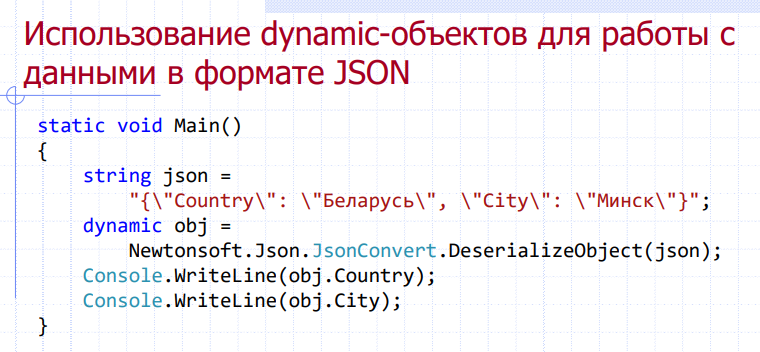 Использование dynamic-объектов для работы с
данными в формате JSON
static void Main()
{
string json =
"{\"Country\": \"Беларусь\", \"City\": \"Минск\"}";
dynamic obj =
Newtonsoft.Json.JsonConvert.DeserializeObject(json);
Console.WriteLine(obj.Country);
Console.WriteLine(obj.City);
}